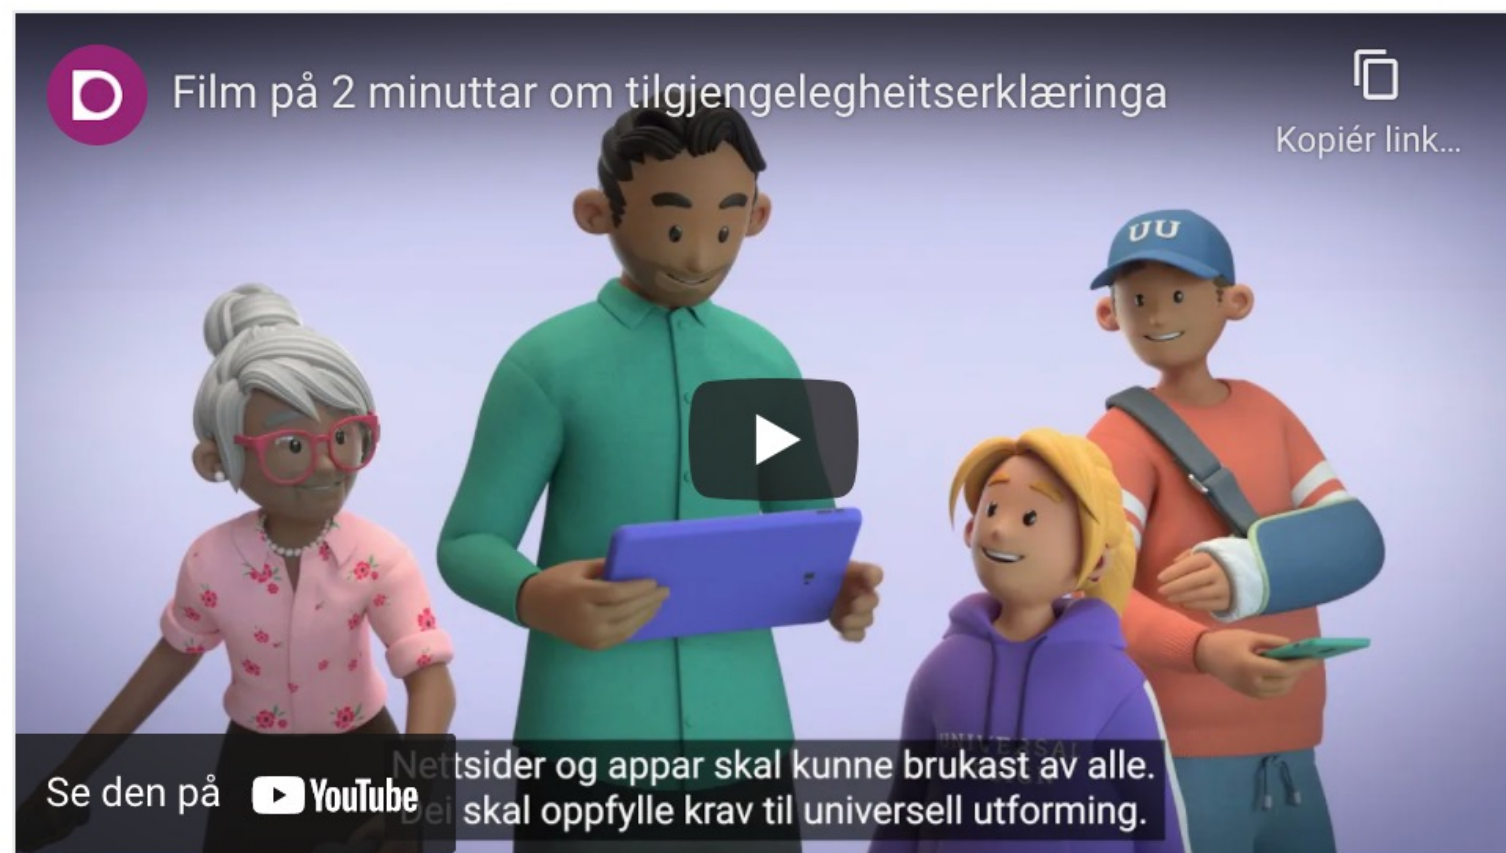 Film på 2 minuttar om tilgjengelegheitserklæringa
Kopiér link…
UU
UNIVERSAL
Nettsider og appar skal kunne brukast av alle.
Dei skal oppfylle krav til universell utforming.
Se den på YouTube